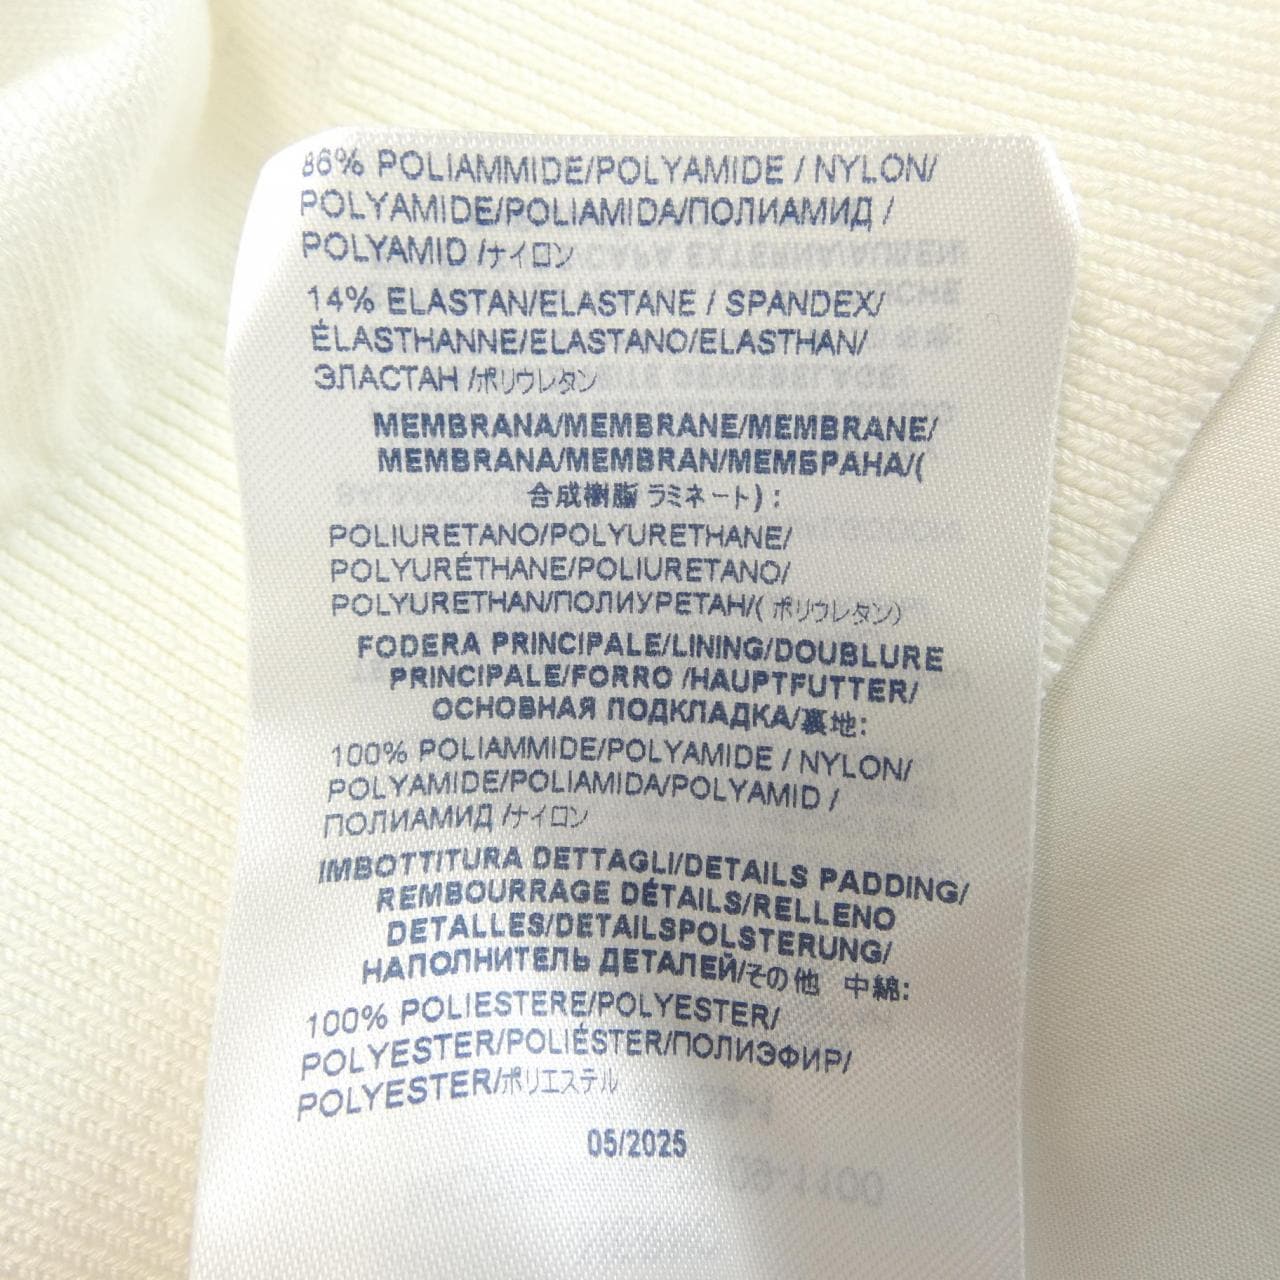 86% POLIAMMIDE/POLYAMIDE / NYLON/
POLYAMIDE/POLIAMIDA/ПОЛИАМИД /
POLYAMID /ナイロン
14% ELASTAN/ELASTANE / SPANDEX/
ÉLASTHANNE/ELASTANO/ELASTHAN/
ЭЛАСТАН /ポリウレタン
MEMBRANA/MEMBRANE/MEMBRANE/
MEMBRANA/MEMBRAN/МЕМБРАНА/(
合成樹脂 ラミネート) :
POLIURETANO/POLYURETHANE/
POLYURÉTHANE/POLIURETANO/
POLYURETHAN/ПОЛИУРЕТАН/( ポリウレタン)
FODERA PRINCIPALE/LINING/DOUBLURE
PRINCIPALE/FORRO /HAUPTFUTTER/
ОСНОВНАЯ ПОДКЛАДКА/裏地:
100% POLIAMMIDE/POLYAMIDE / NYLON/
POLYAMIDE/POLIAMIDA/POLYAMID /
ПОЛИАМИД /ナイロン
IMBOTTITURA DETTAGLI/DETAILS PADDING/
REMBOURRAGE DÉTAILS/RELLENO
DETALLES/DETAILSPOLSTERUNG/
НАПОЛНИТЕЛЬ ДЕТАЛЕЙ/その他 中綿:
100% POLIESTERE/POLYESTER/
POLYESTER/POLIÉSTER/ПОЛИЭФИР/
POLYESTER/ポリエステル
05/2025